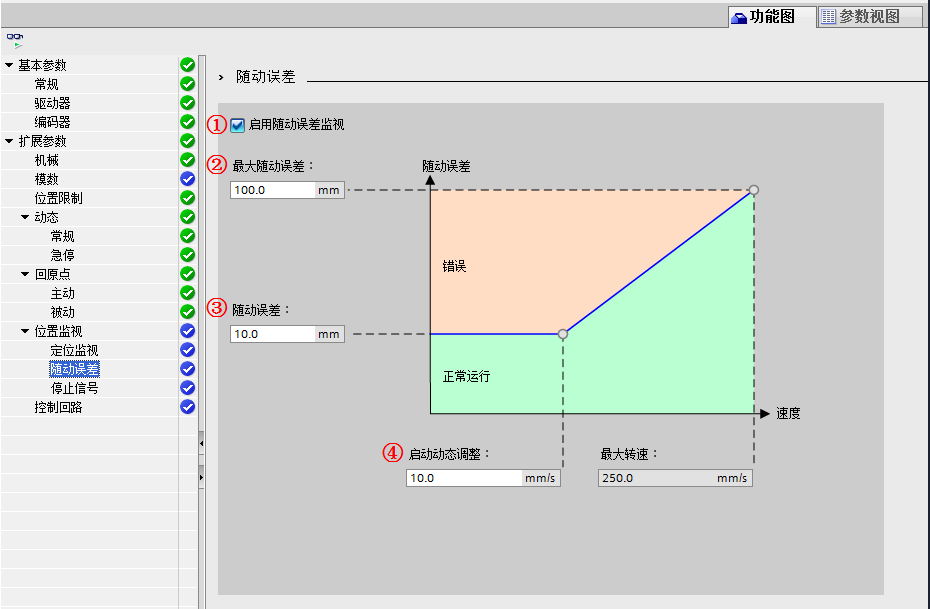 功能图
参数视图
基本参数
常规
驱动器
编码器
扩展参数
机械
模数
位置限制
动态
常规
急停
回原点
主动
被动
位置监视
定位监视
随动误差
停止信号
控制回路
随动误差
① 启用随动误差监视
② 最大随动误差：
100.0 mm
随动误差
错误
③ 随动误差：
10.0 mm
正常运行
速度
④ 启动动态调整：
10.0 mm/s
最大转速：
250.0 mm/s